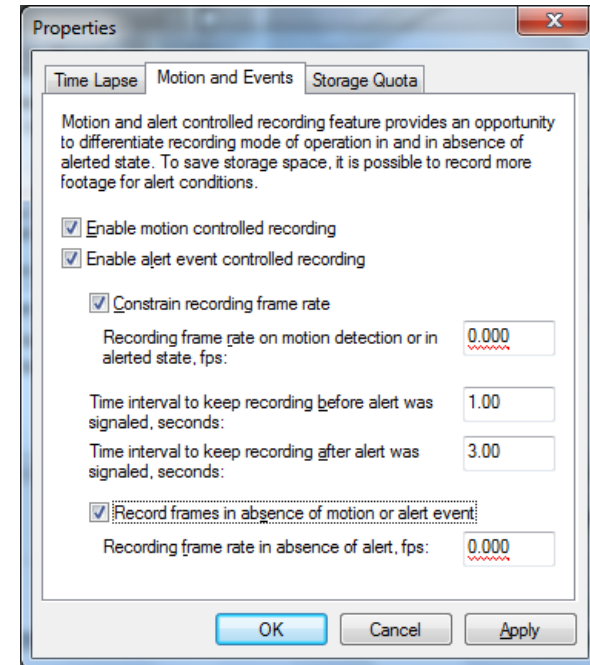 Properties
Time Lapse
Motion and Events
Storage Quota
Motion and alert controlled recording feature provides an opportunity
to differentiate recording mode of operation in and in absence of
alerted state. To save storage space, it is possible to record more
footage for alert conditions.
Enable motion controlled recording
Enable alert event controlled recording
Constrain recording frame rate
Recording frame rate on motion detection or in
alerted state, fps:
0.000
Time interval to keep recording before alert was
signaled, seconds:
1.00
Time interval to keep recording after alert was
signaled, seconds:
3.00
Record frames in absence of motion or alert event
Recording frame rate in absence of alert, fps:
0.000
OK
Cancel
Apply